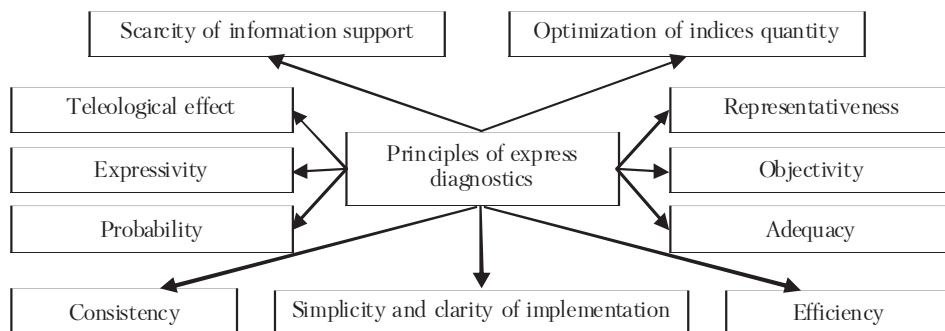 Scarcity of information support
Optimization of indices quantity
Teleological effect
Representativeness
Principles of express
diagnostics
Expressivity
Objectivity
Probability
Adequacy
Consistency
Simplicity and clarity of implementation
Efficiency